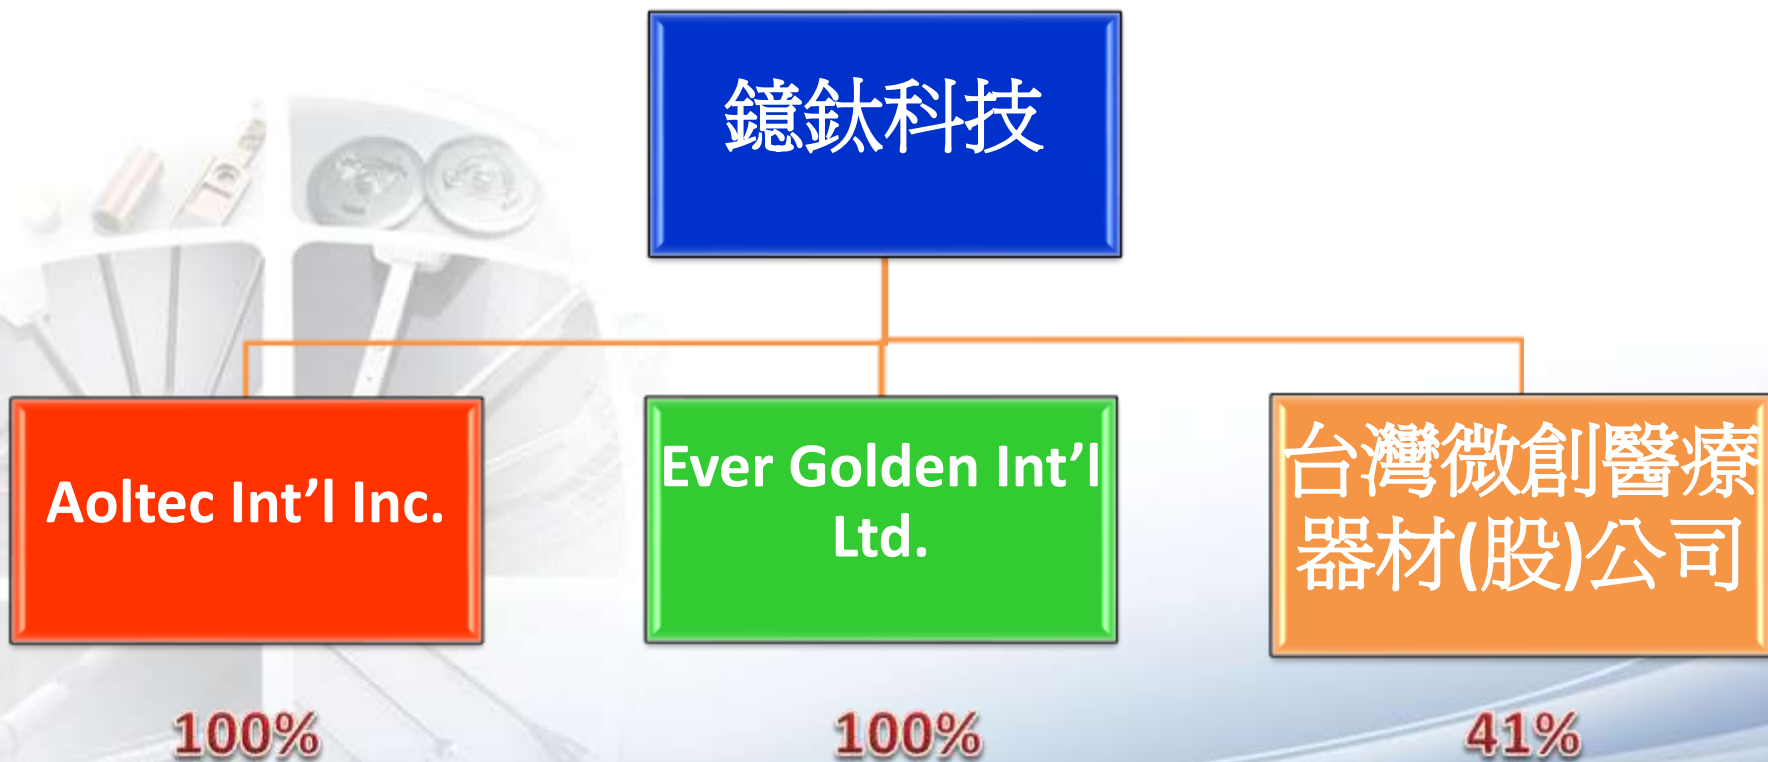 鐿鈦科技
Aoltec Int’l Inc.
Ever Golden Int’l
Ltd.
台灣微創醫療
器材(股)公司
100%
100%
41%